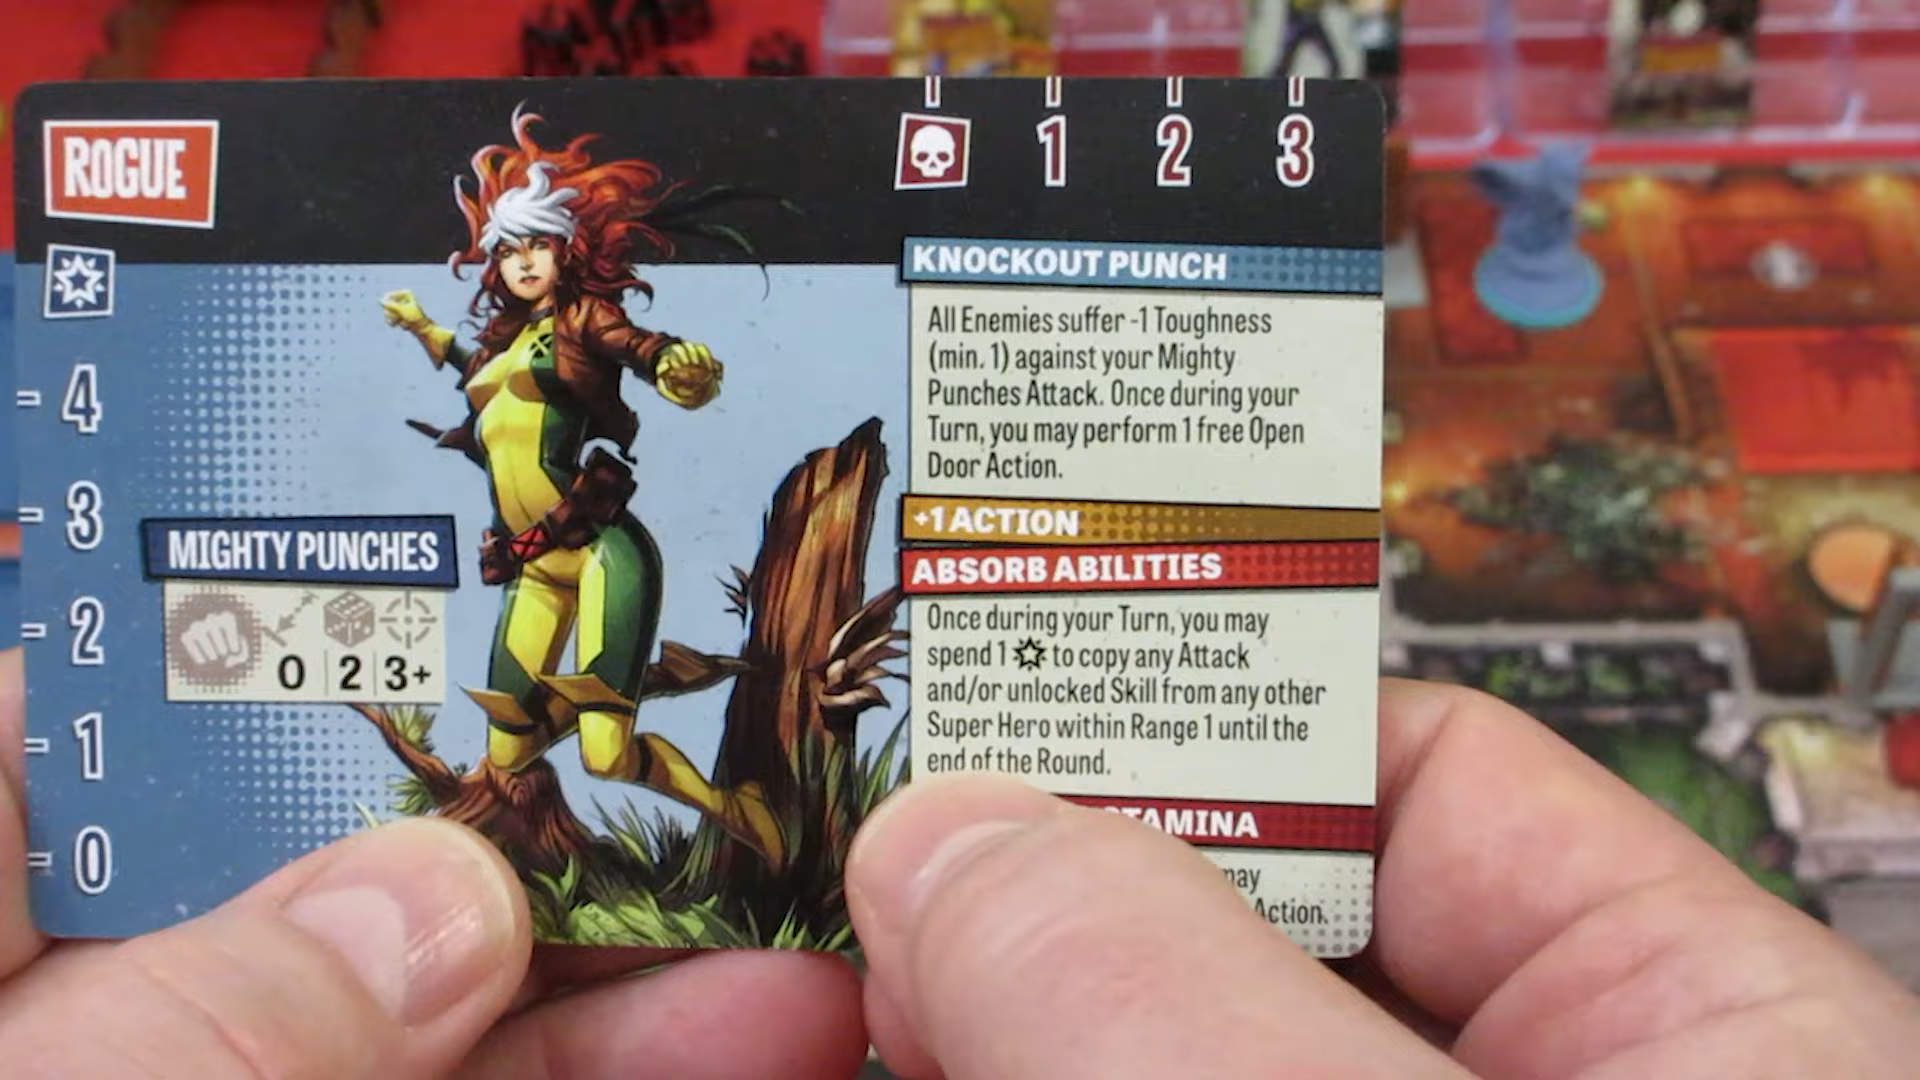 ROGUE
1 2 3
4
3
2
1
0
MIGHTY PUNCHES
0 2 3+
KNOCKOUT PUNCH
All Enemies suffer -1 Toughness
(min. 1) against your Mighty
Punches Attack. Once during your
Turn, you may perform 1 free Open
Door Action.
+1 ACTION
ABSORB ABILITIES
Once during your Turn, you may
spend 1 to copy any Attack
and/or unlocked Skill from any other
Super Hero within Range 1 until the
end of the Round.
STAMINA
may
Action.